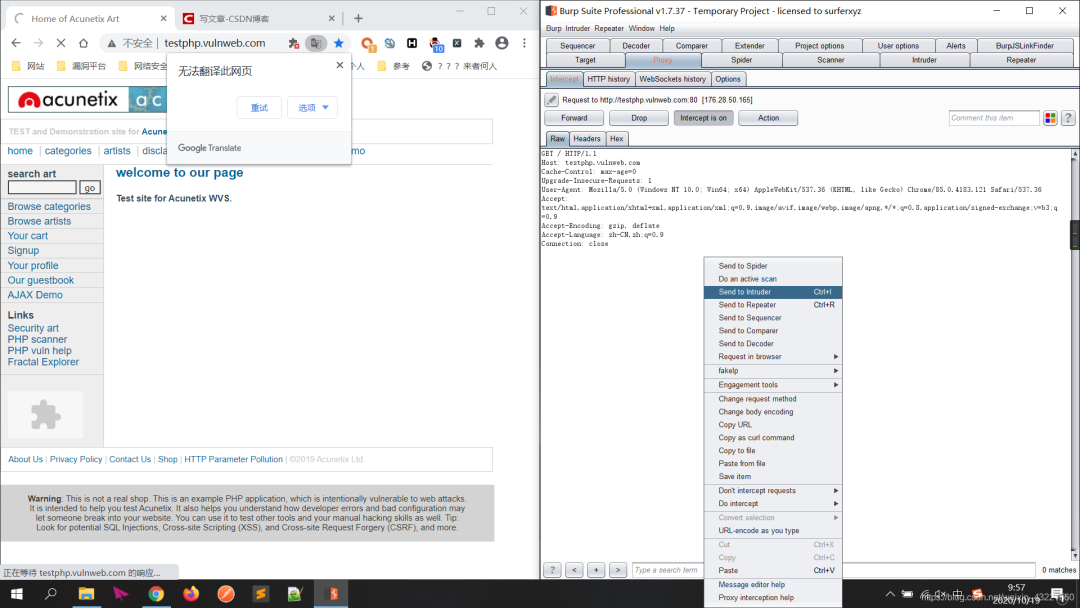 Home of Acunetix Art
写文章-CSDN博客
不安全 | testphp.vulnweb.com
1
10
网站
漏洞平台
网络安全
个人
参考
? ? ? 来者何人
无法翻译此网页
重试
选项
Google Translate
acunetix
ac
TEST and Demonstration site for Acune
home | categories | artists | discla
mo
search art
go
Browse categories
Browse artists
Your cart
Signup
Your profile
Our guestbook
AJAX Demo
Links
Security art
PHP scanner
PHP vuln help
Fractal Explorer
welcome to our page
Test site for Acunetix WVS.
About Us | Privacy Policy | Contact Us | Shop | HTTP Parameter Pollution | ©2019 Acunetix Ltd
Warning: This is not a real shop. This is an example PHP application, which is intentionally vulnerable to web attacks.
It is intended to help you test Acunetix. It also helps you understand how developer errors and bad configuration may
let someone break into your website. You can use it to test other tools and your manual hacking skills as well. Tip:
Look for potential SQL Injections, Cross-site Scripting (XSS), and Cross-site Request Forgery (CSRF), and more.
正在等待 testphp.vulnweb.com 的响应...
Burp Suite Professional v1.7.37 - Temporary Project - licensed to surferxyz
Burp Intruder Repeater Window Help
Sequencer Decoder Comparer Extender Project options User options Alerts BurpJSLinkFinder
Target Proxy Spider Scanner Intruder Repeater
Intercept HTTP history WebSockets history Options
Request to http://testphp.vulnweb.com:80 [176.28.50.165]
Forward Drop Intercept is on Action Comment this item ?
Raw Headers Hex
GET / HTTP/1.1
Host: testphp.vulnweb.com
Cache-Control: max-age=0
Upgrade-Insecure-Requests: 1
User-Agent: Mozilla/5.0 (Windows NT 10.0; Win64; x64) AppleWebKit/537.36 (KHTML, like Gecko) Chrome/85.0.4183.121 Safari/537.36
Accept:
text/html,application/xhtml+xml,application/xml;q=0.9,image/avif,image/webp,image/apng,*/*;q=0.8,application/signed-exchange;v=b3;q
=0.9
Accept-Encoding: gzip, deflate
Accept-Language: zh-CN,zh;q=0.9
Connection: close
Send to Spider
Do an active scan
Send to Intruder Ctrl+I
Send to Repeater Ctrl+R
Send to Sequencer
Send to Comparer
Send to Decoder
Request in browser
fakeIp
Engagement tools
Change request method
Change body encoding
Copy URL
Copy as curl command
Copy to file
Paste from file
Save item
Don't intercept requests
Do intercept
Convert selection
URL-encode as you type
Cut Ctrl+X
Copy Ctrl+C
Paste Ctrl+V
Message editor help
Proxy interception help
? < + > Type a search term 0 matches
9:57
2020/10/19